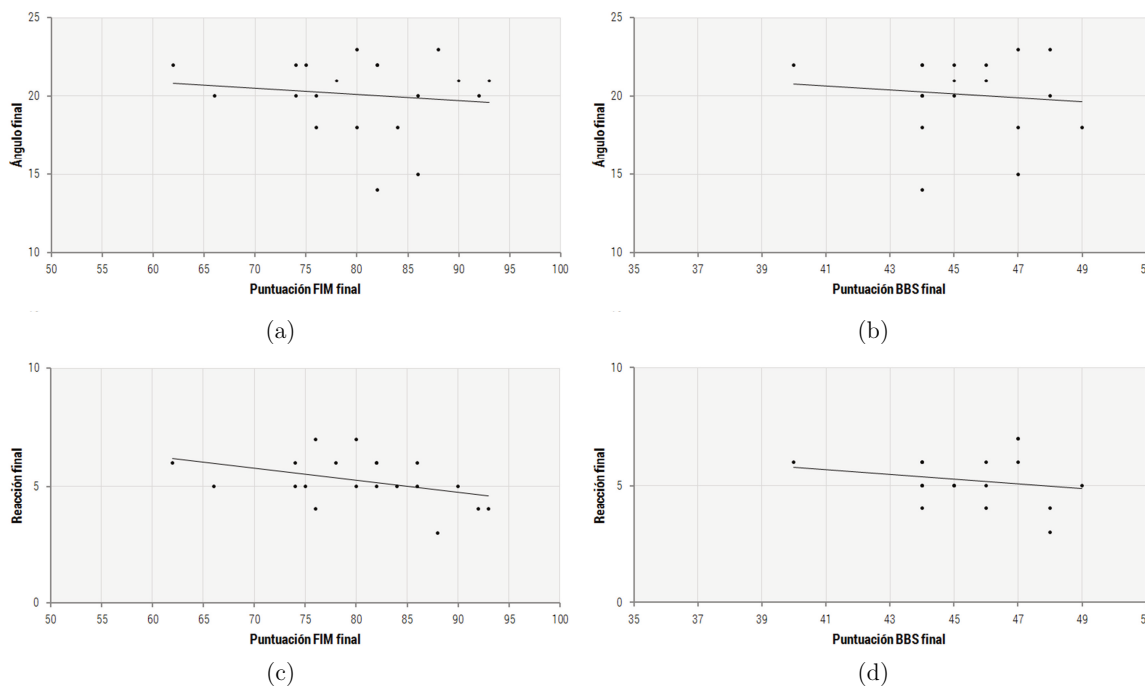 25
20
15
10
Ángulo final
50 55 60 65 70 75 80 85 90 95 100
Puntuación FIM final
(a)
25
20
15
10
Ángulo final
35 37 39 41 43 45 47 49
Puntuación BBS final
(b)
10
5
0
Reacción final
50 55 60 65 70 75 80 85 90 95 100
Puntuación FIM final
(c)
10
5
0
Reacción final
35 37 39 41 43 45 47 49
Puntuación BBS final
(d)